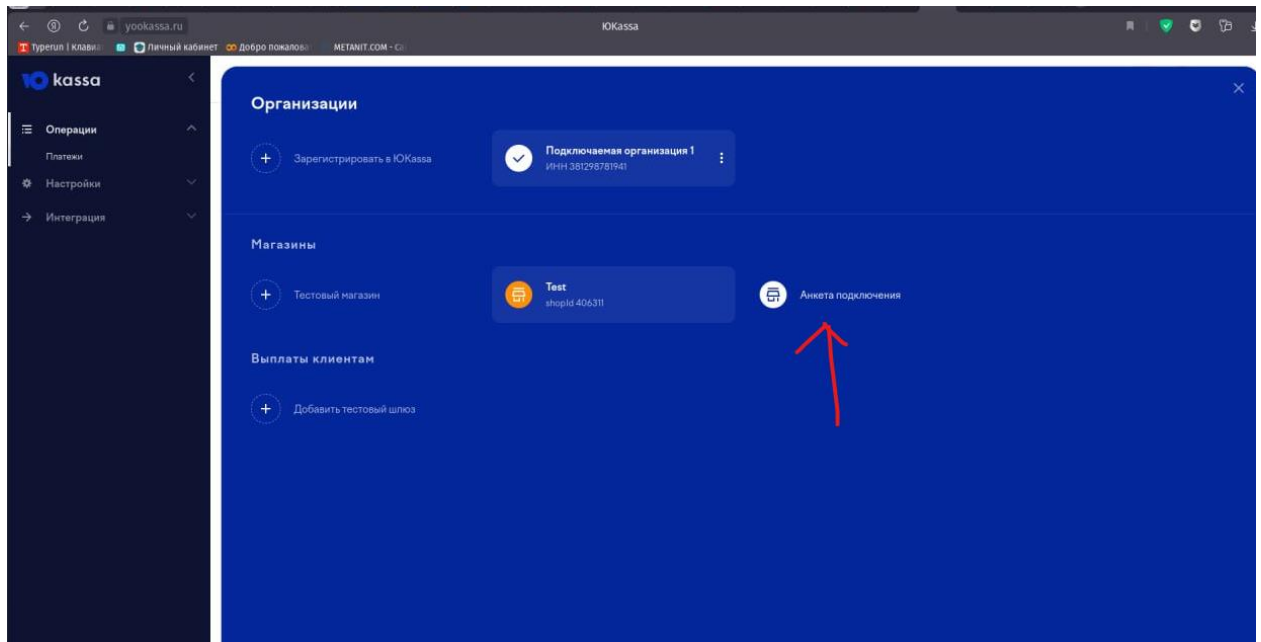 yookassa.ru
ЮKassa
Typerun | Клавиа
Личный кабинет
Добро пожалова
METANIT.COM - Са
Ю kassa
Операции
Платежи
Настройки
Интеграция
Организации
Зарегистрировать в ЮKassa
Подключаемая организация 1
ИНН 381298781941
Магазины
Тестовый магазин
Test
shopId 406311
Анкета подключения
Выплаты клиентам
Добавить тестовый шлюз